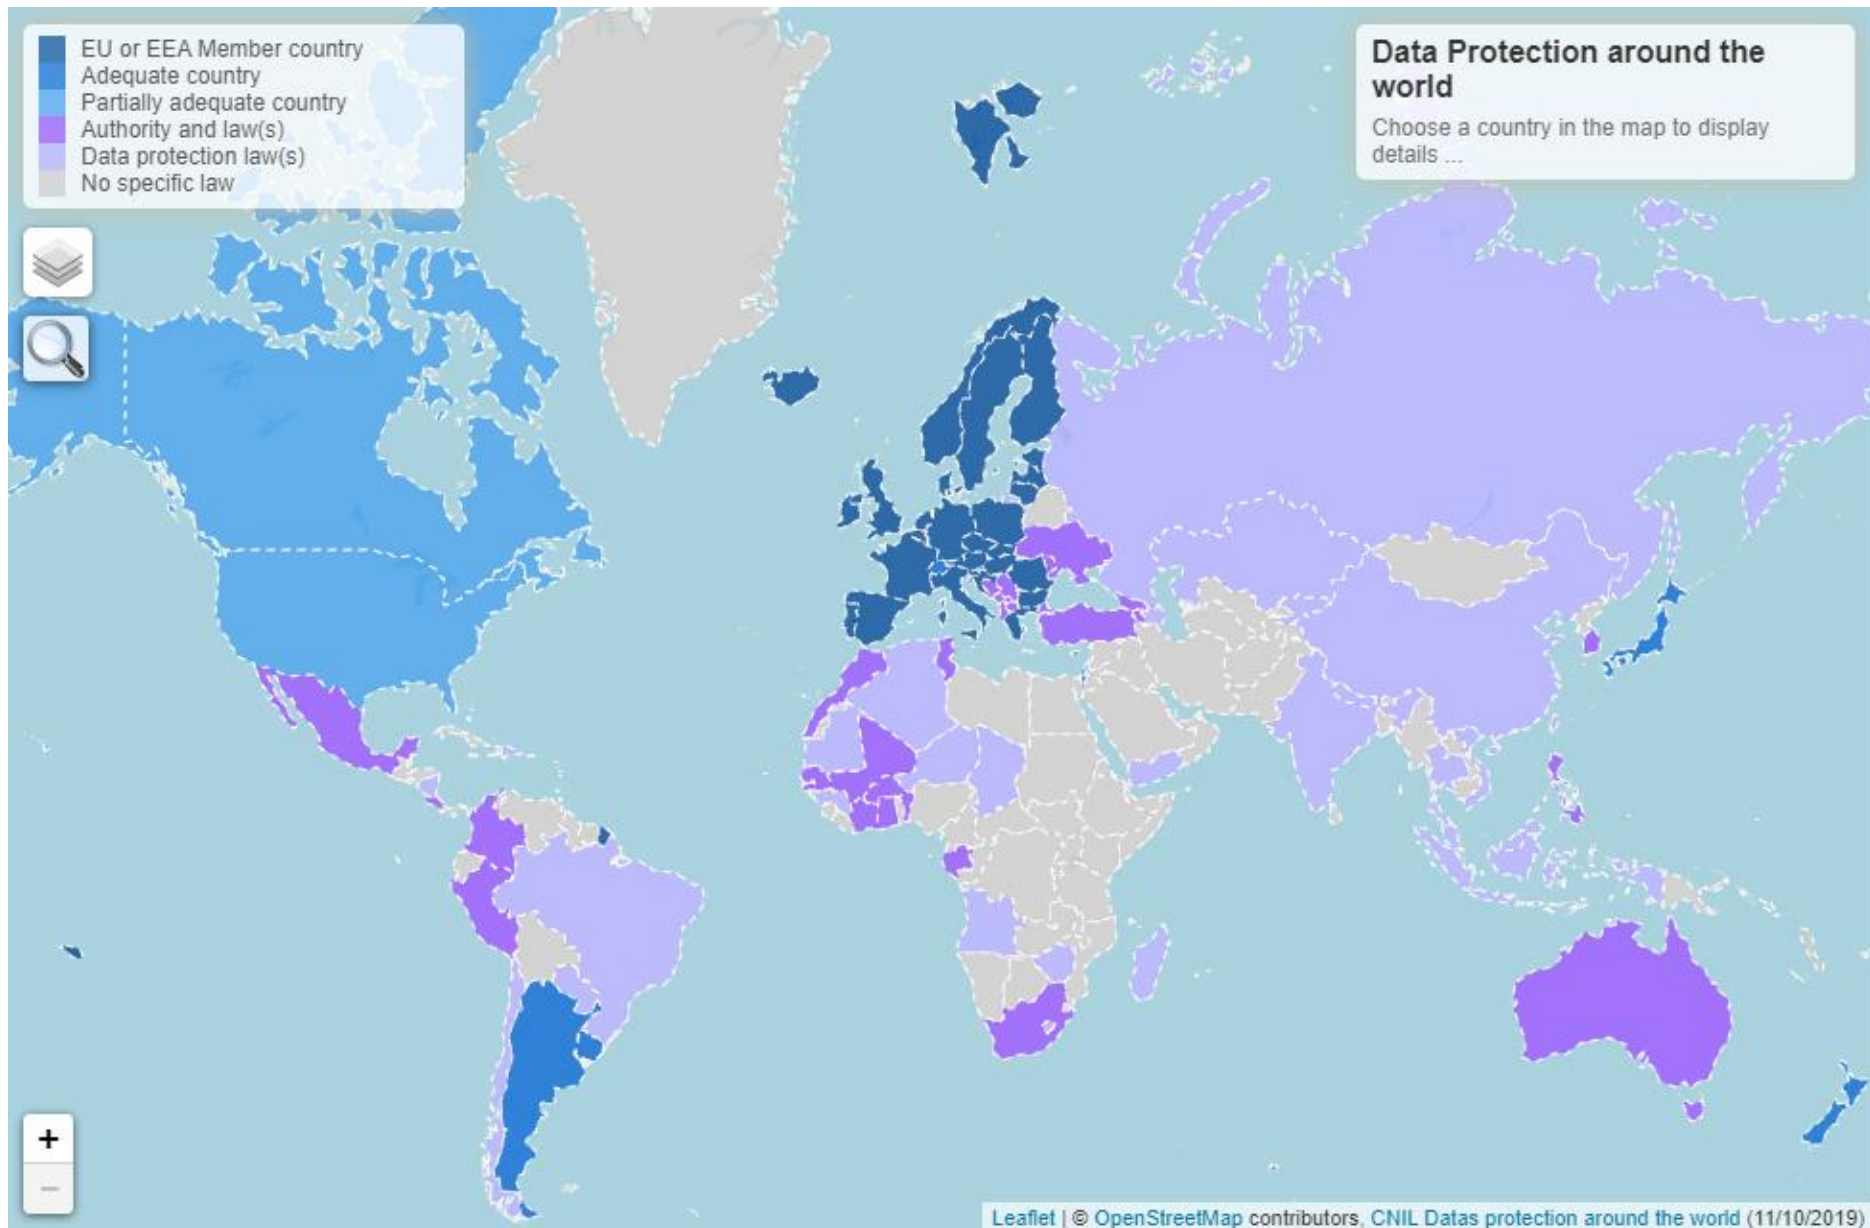 EU or EEA Member country
Adequate country
Partially adequate country
Authority and law(s)
Data protection law(s)
No specific law
Data Protection around the
world
Choose a country in the map to display
details ...
+
−
Leaflet | © OpenStreetMap contributors, CNIL Datas protection around the world (11/10/2019)